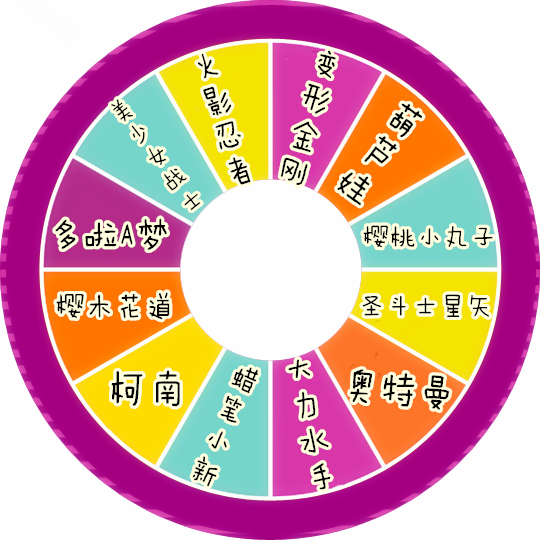 变形金刚
葫芦娃
樱桃小丸子
圣斗士星矢
奥特曼
大力水手
蜡笔小新
柯南
樱木花道
多啦A梦
美少女战士
火影忍者